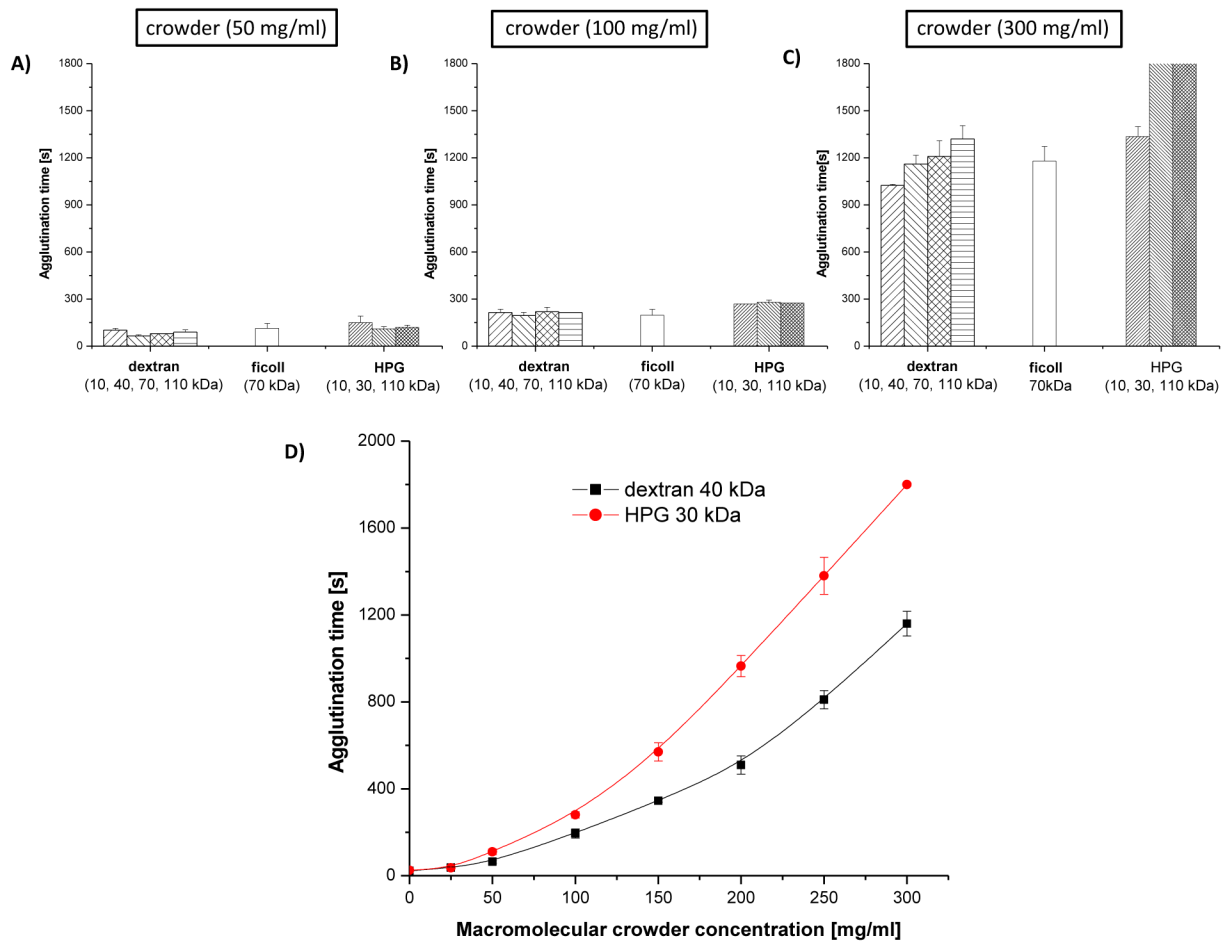 crowder (50 mg/ml)
crowder (100 mg/ml)
crowder (300 mg/ml)
A)
1800
1500
1200
900
600
300
0
Agglutination time [s]
dextran
(10, 40, 70, 110 kDa)
ficoll
(70 kDa)
HPG
(10, 30, 110 kDa)
B)
1800
1500
1200
900
600
300
0
Agglutination time [s]
dextran
(10, 40, 70, 110 kDa)
ficoll
(70 kDa)
HPG
(10, 30, 110 kDa)
C)
1800
1500
1200
900
600
300
0
Agglutination time[s]
dextran
(10, 40, 70, 110 kDa)
ficoll
70kDa
HPG
(10, 30, 110 kDa)
D)
2000
1600
1200
800
400
0
Agglutination time [s]
dextran 40 kDa
HPG 30 kDa
0 50 100 150 200 250 300
Macromolecular crowder concentration [mg/ml]